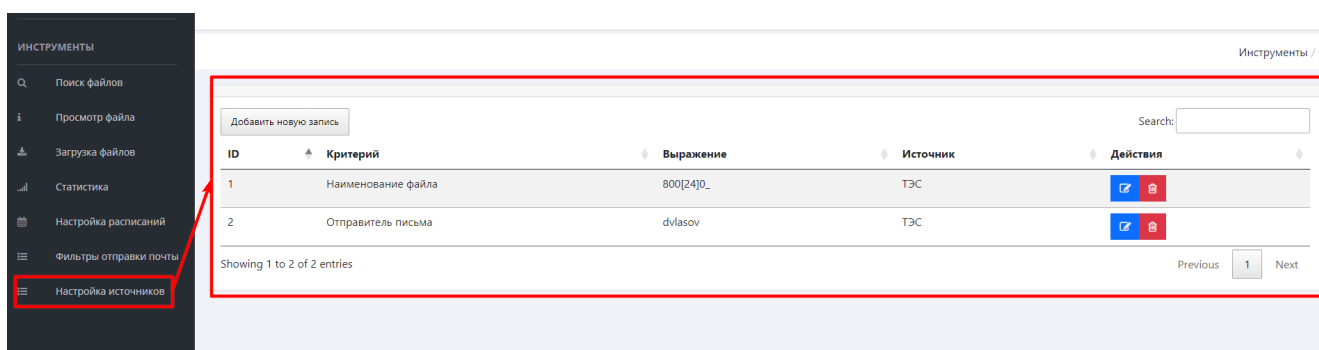 ИНСТРУМЕНТЫ
Поиск файлов
Просмотр файла
Загрузка файлов
Статистика
Настройка расписаний
Фильтры отправки почты
Настройка источников
Инструменты /
Добавить новую запись
Search:
ID Критерий Выражение Источник Действия
1 Наименование файла 800[24]0_ ТЭС
2 Отправитель письма dvlasov ТЭС
Showing 1 to 2 of 2 entries
Previous 1 Next